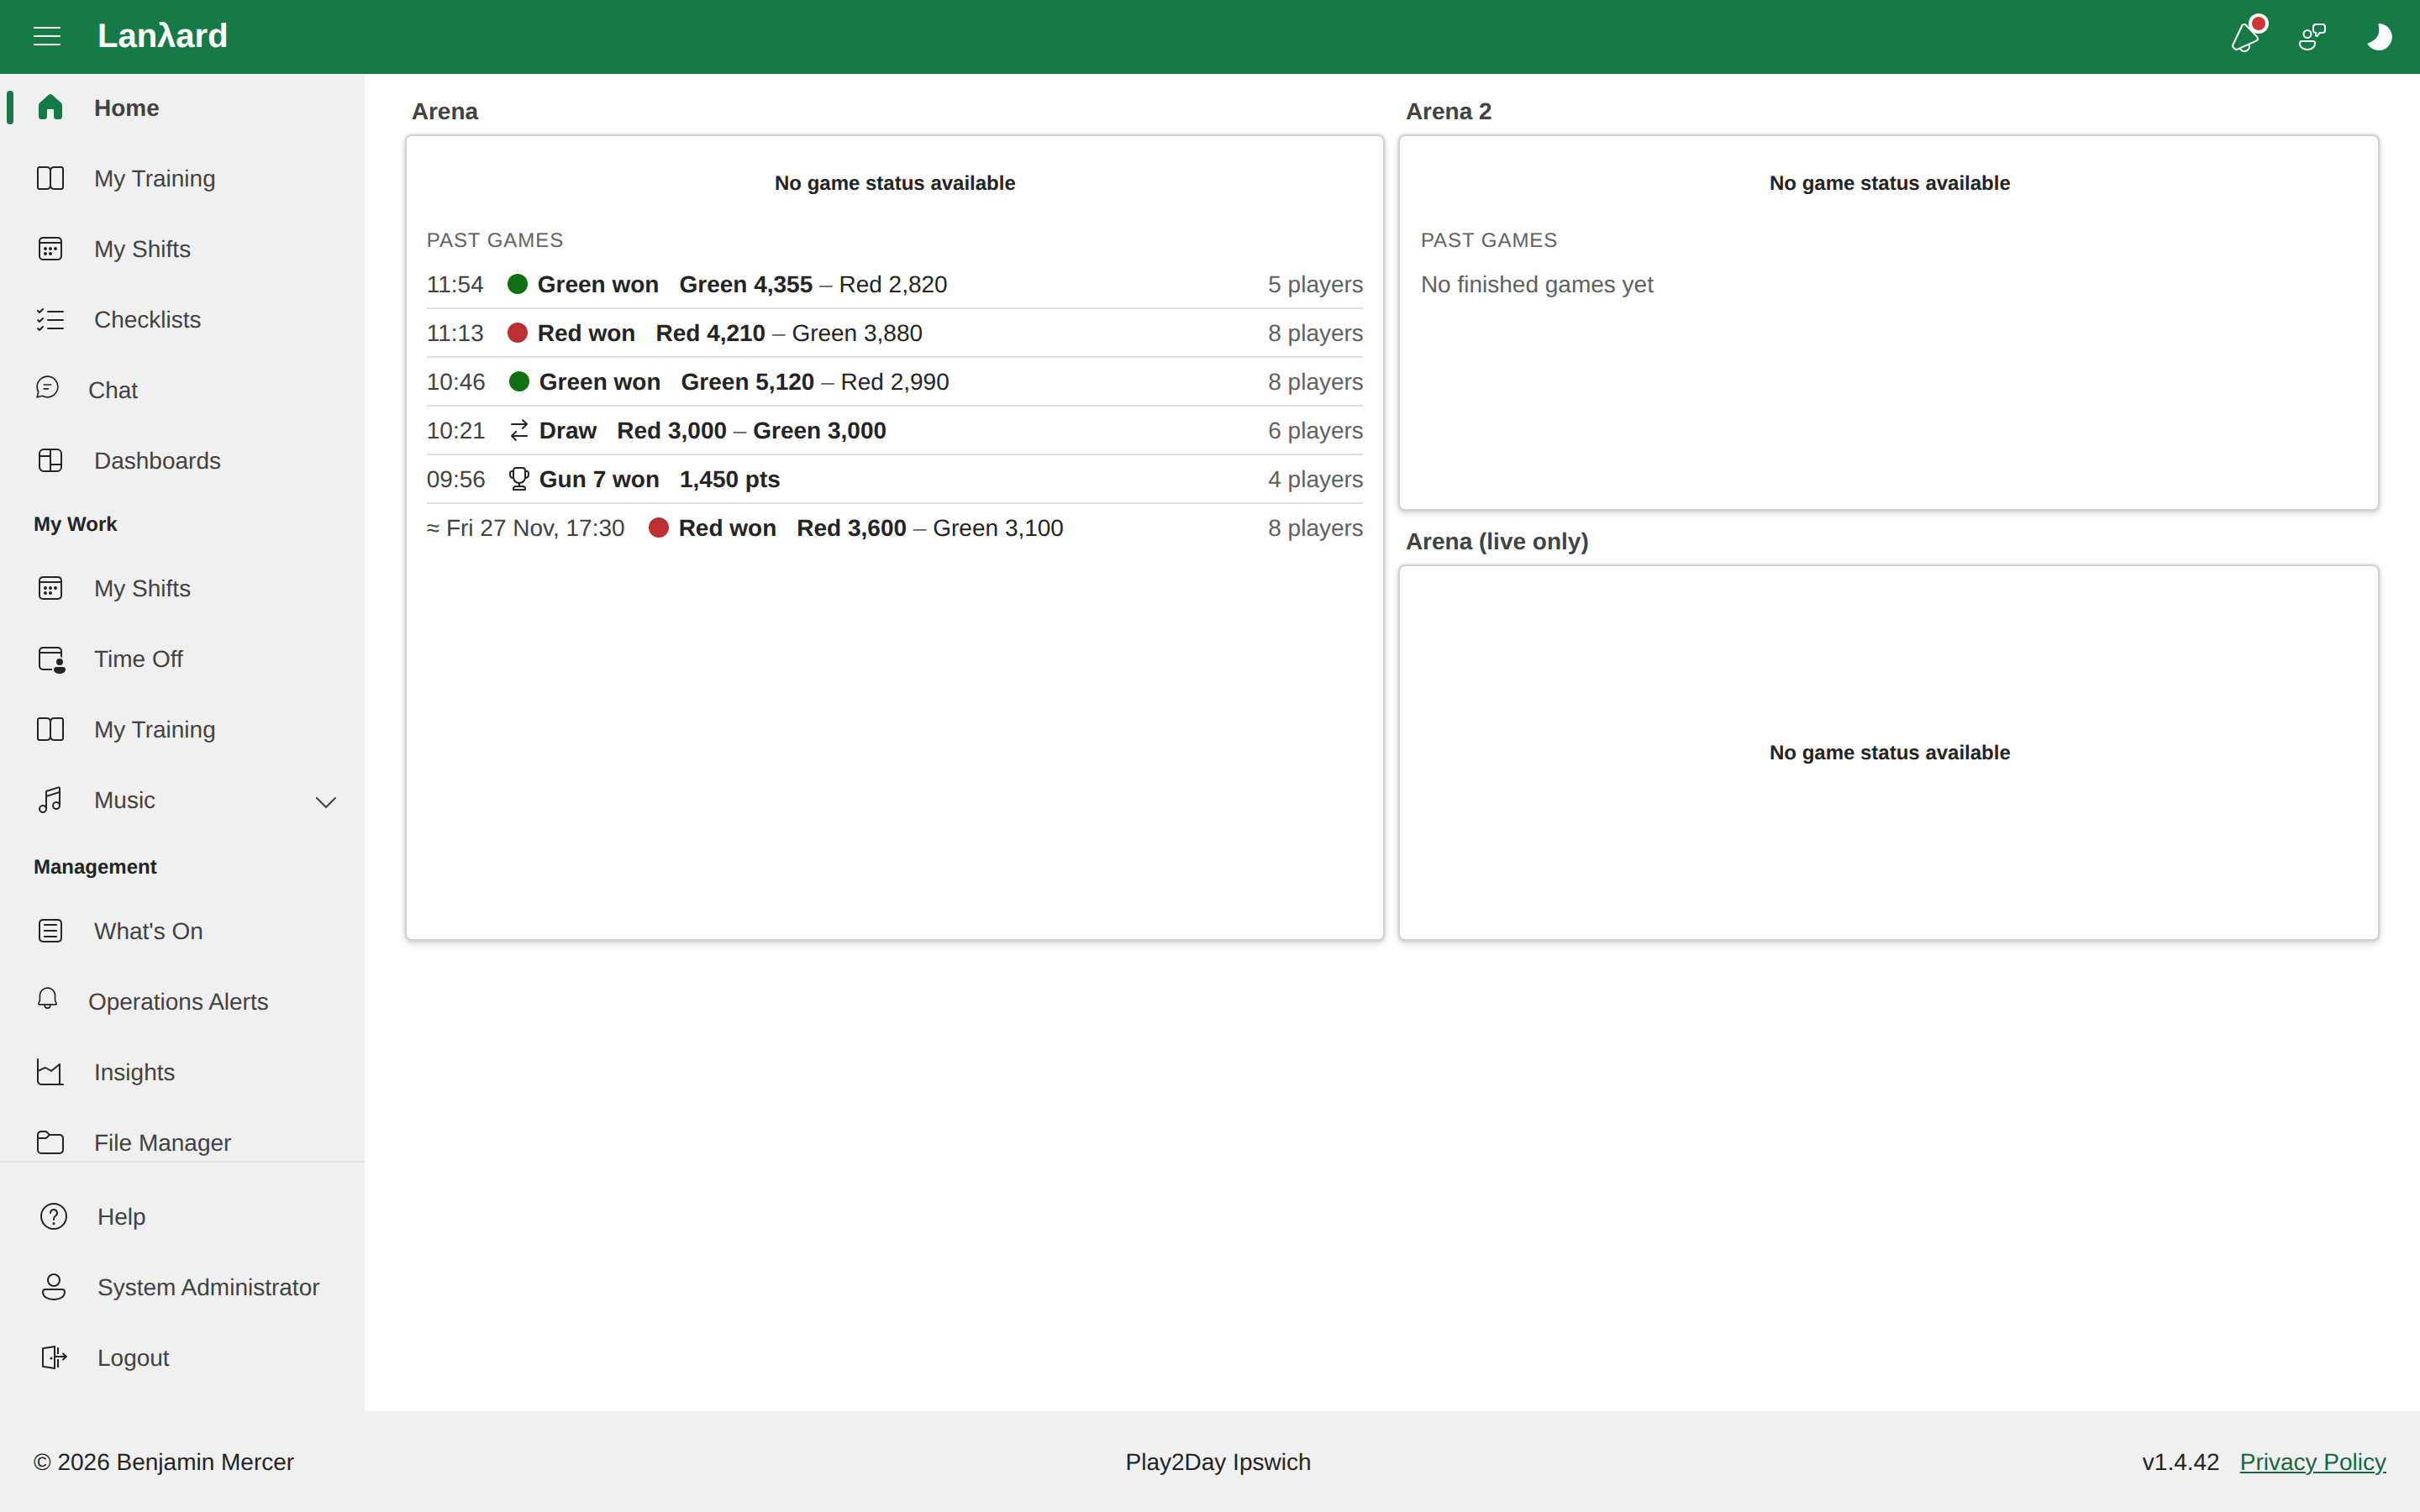 Lanλard
Home
My Training
My Shifts
Checklists
Chat
Dashboards
My Work
My Shifts
Time Off
My Training
Music
Management
What's On
Operations Alerts
Insights
File Manager
Help
System Administrator
Logout
Arena
No game status available
PAST GAMES
11:54 Green won Green 4,355 – Red 2,820 5 players
11:13 Red won Red 4,210 – Green 3,880 8 players
10:46 Green won Green 5,120 – Red 2,990 8 players
10:21 Draw Red 3,000 – Green 3,000 6 players
09:56 Gun 7 won 1,450 pts 4 players
≈ Fri 27 Nov, 17:30 Red won Red 3,600 – Green 3,100 8 players
Arena 2
No game status available
PAST GAMES
No finished games yet
Arena (live only)
No game status available
© 2026 Benjamin Mercer
Play2Day Ipswich
v1.4.42 Privacy Policy